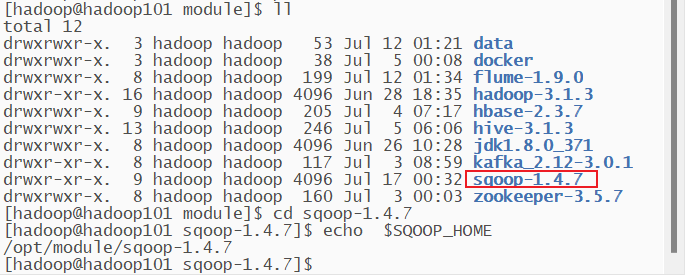 [hadoop@hadoop101 module]$ ll
total 12
drwxrwxr-x.  3 hadoop hadoop   53 Jul 12 01:21 data
drwxrwxr-x.  3 hadoop hadoop   38 Jul  5 00:08 docker
drwxrwxr-x.  8 hadoop hadoop  199 Jul 12 01:34 flume-1.9.0
drwxr-xr-x. 16 hadoop hadoop 4096 Jun 28 18:35 hadoop-3.1.3
drwxrwxr-x.  9 hadoop hadoop  205 Jul  4 07:17 hbase-2.3.7
drwxrwxr-x. 13 hadoop hadoop  246 Jul  5 06:06 hive-3.1.3
drwxrwxr-x.  8 hadoop hadoop 4096 Jun 26 10:28 jdk1.8.0_371
drwxr-xr-x.  8 hadoop hadoop  117 Jul  3 08:59 kafka_2.12-3.0.1
drwxr-xr-x.  9 hadoop hadoop 4096 Jul 17 00:32 sqoop-1.4.7
drwxr-xr-x.  8 hadoop hadoop  160 Jul  3 00:03 zookeeper-3.5.7
[hadoop@hadoop101 module]$ cd sqoop-1.4.7
[hadoop@hadoop101 sqoop-1.4.7]$ echo  $SQOOP_HOME
/opt/module/sqoop-1.4.7
[hadoop@hadoop101 sqoop-1.4.7]$